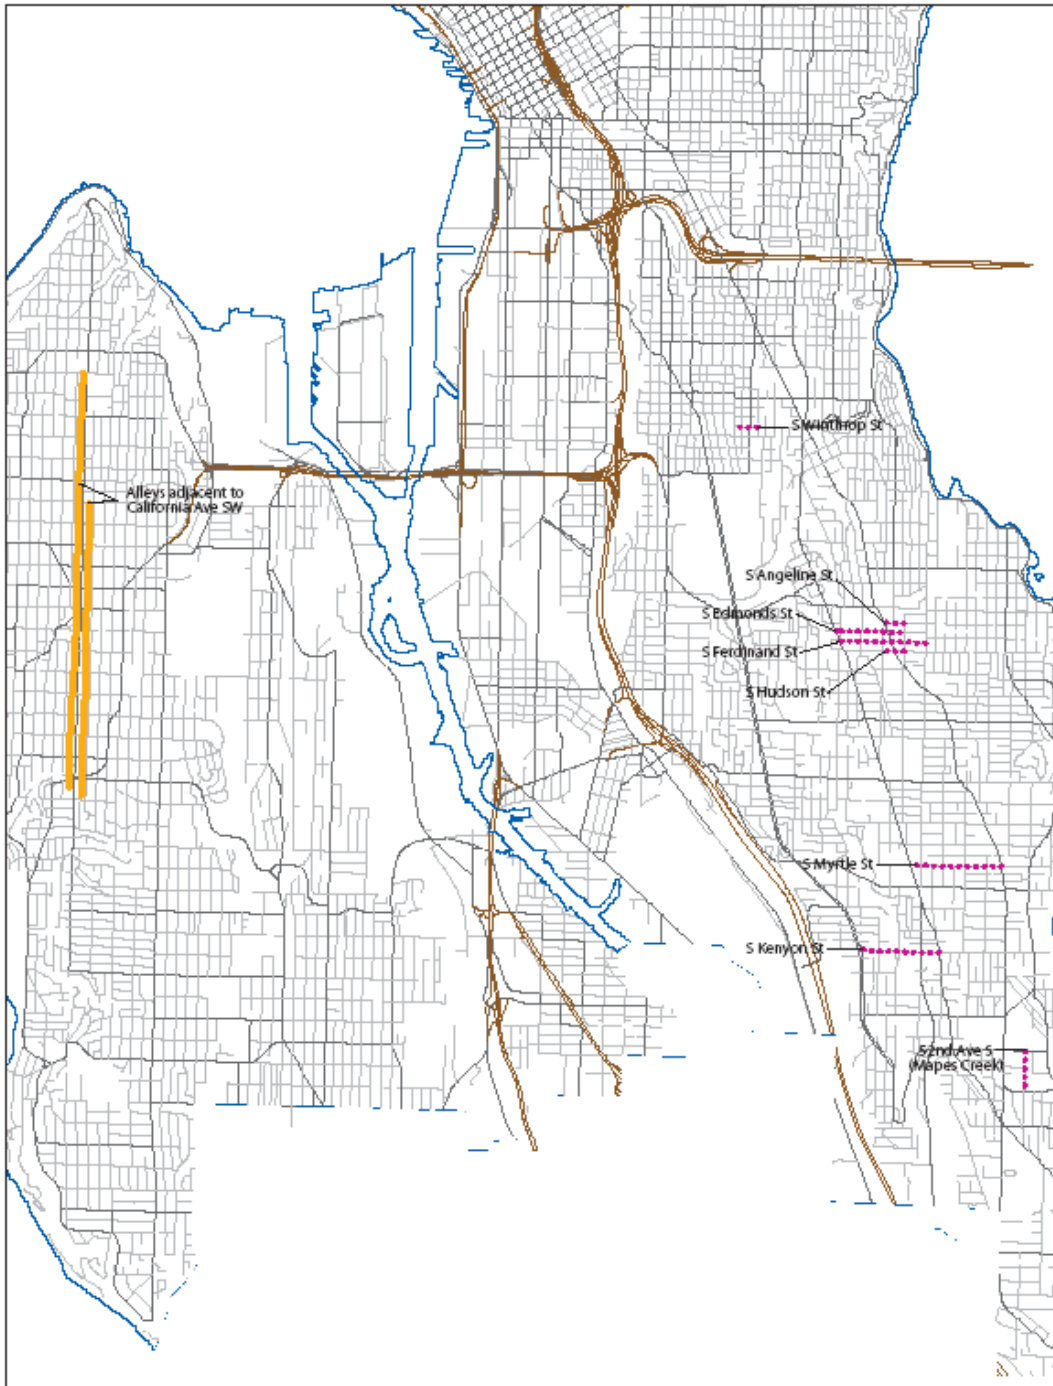 S Winthrop St
Alleys adjacent to
California Ave SW
S Angeline St
S Edmonds St
S Ferdinand St
S Hudson St
S Myrtle St
S Kenyon St
52nd Ave S
(Mapes Creek)